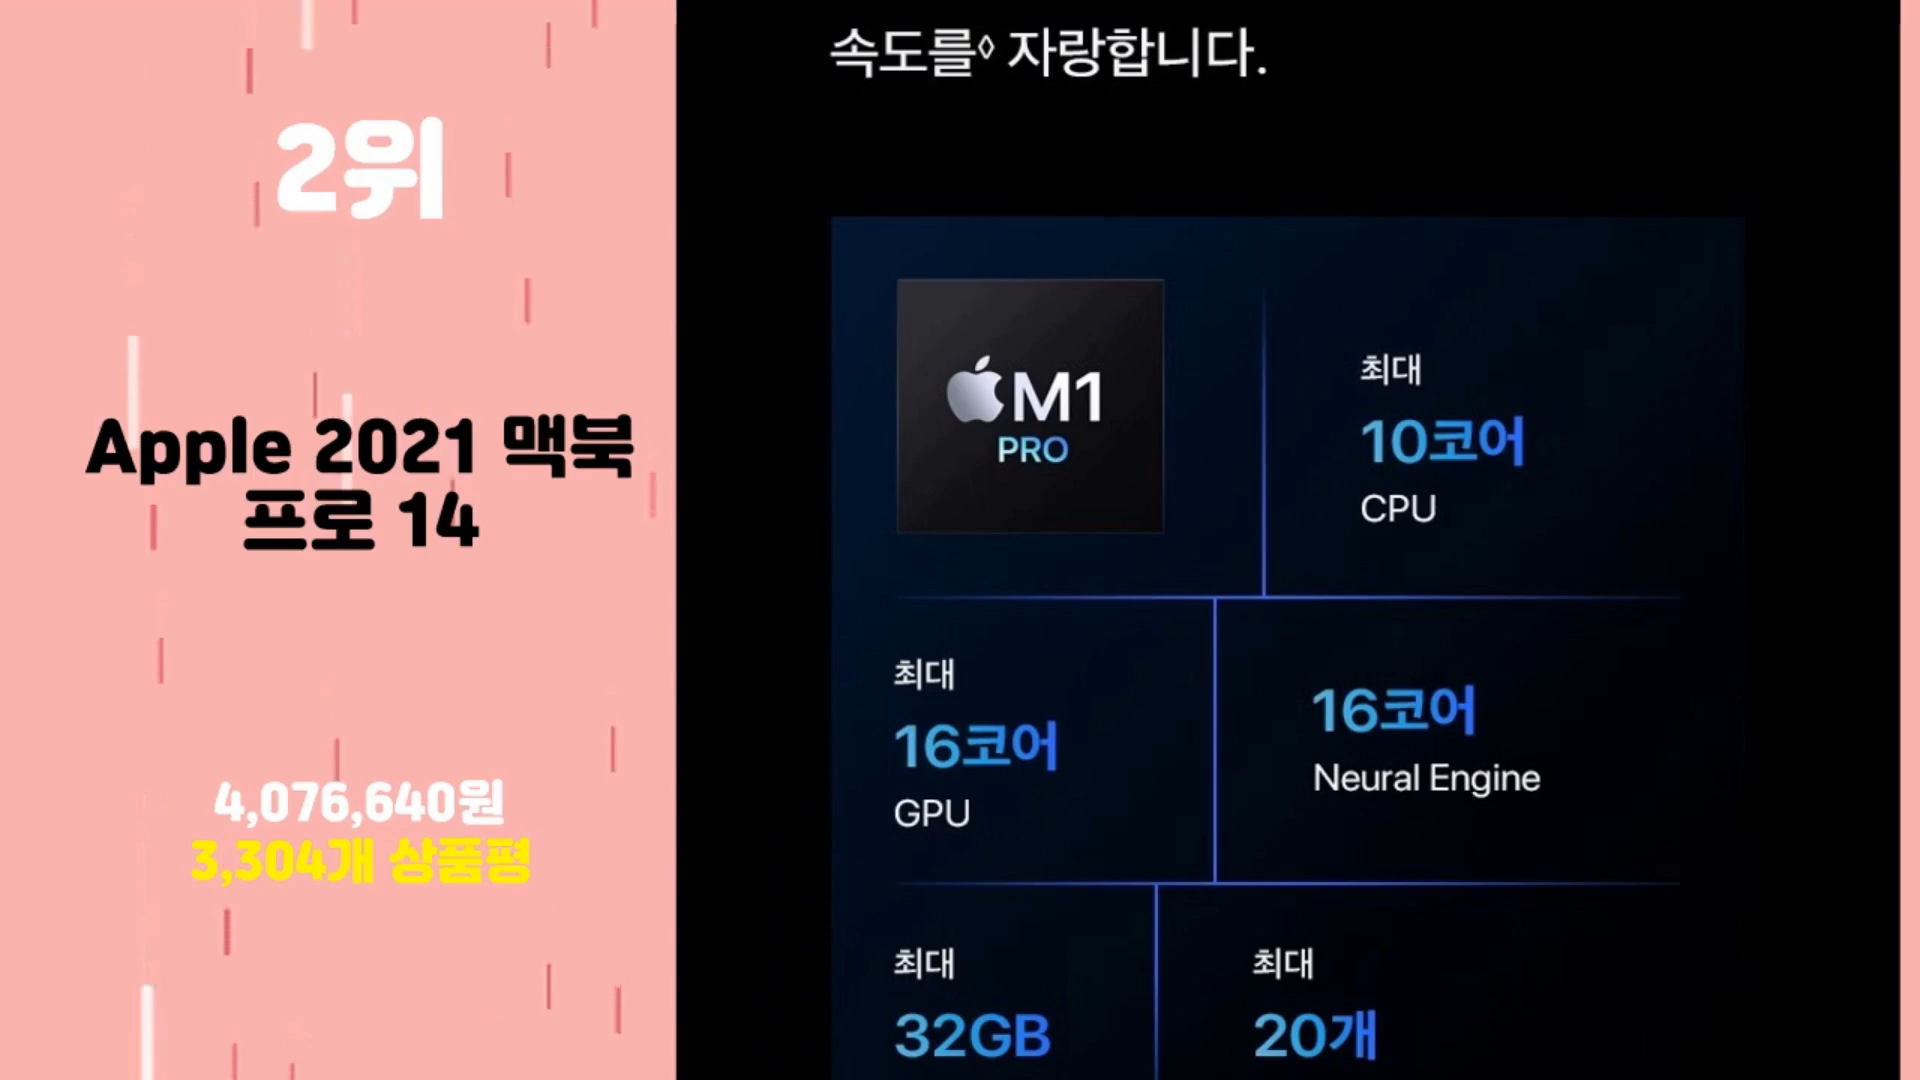 2위
Apple 2021 맥북
프로 14
4,076,640원
3,304개 상품평
속도를◊ 자랑합니다.
M1
PRO
최대
10코어
CPU
최대
16코어
GPU
16코어
Neural Engine
최대
32GB
최대
20개